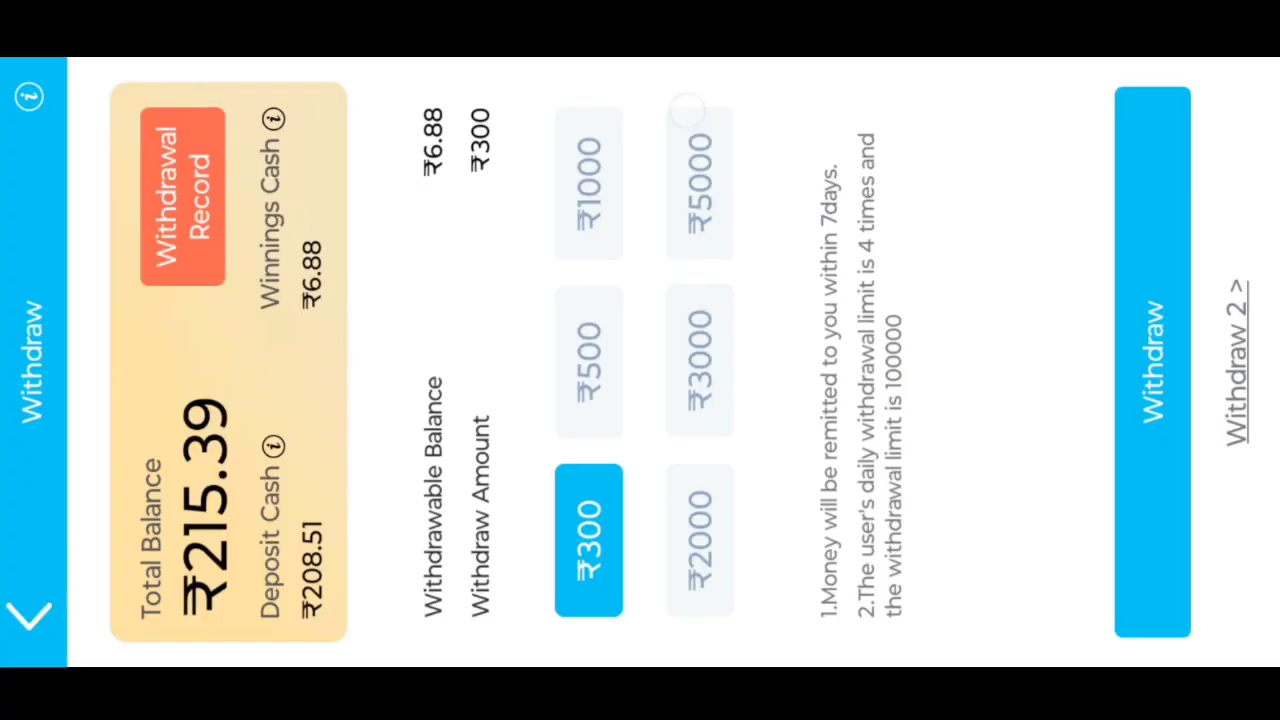 Withdraw
Total Balance
₹215.39
Withdrawal
Record
Deposit Cash
Winnings Cash
₹208.51
₹6.88
Withdrawable Balance ₹6.88
Withdraw Amount ₹300
₹300 ₹500 ₹1000
₹2000 ₹3000 ₹5000
1.Money will be remitted to you within 7days.
2.The user's daily withdrawal limit is 4 times and
the withdrawal limit is 100000
Withdraw
Withdraw 2 >